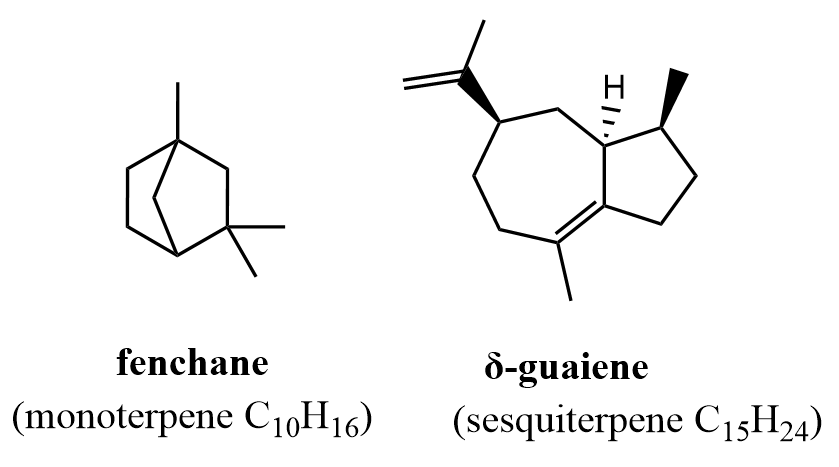 H
fenchane
(monoterpene C₁₀H₁₆)
δ-guaiene
(sesquiterpene C₁₅H₂₄)